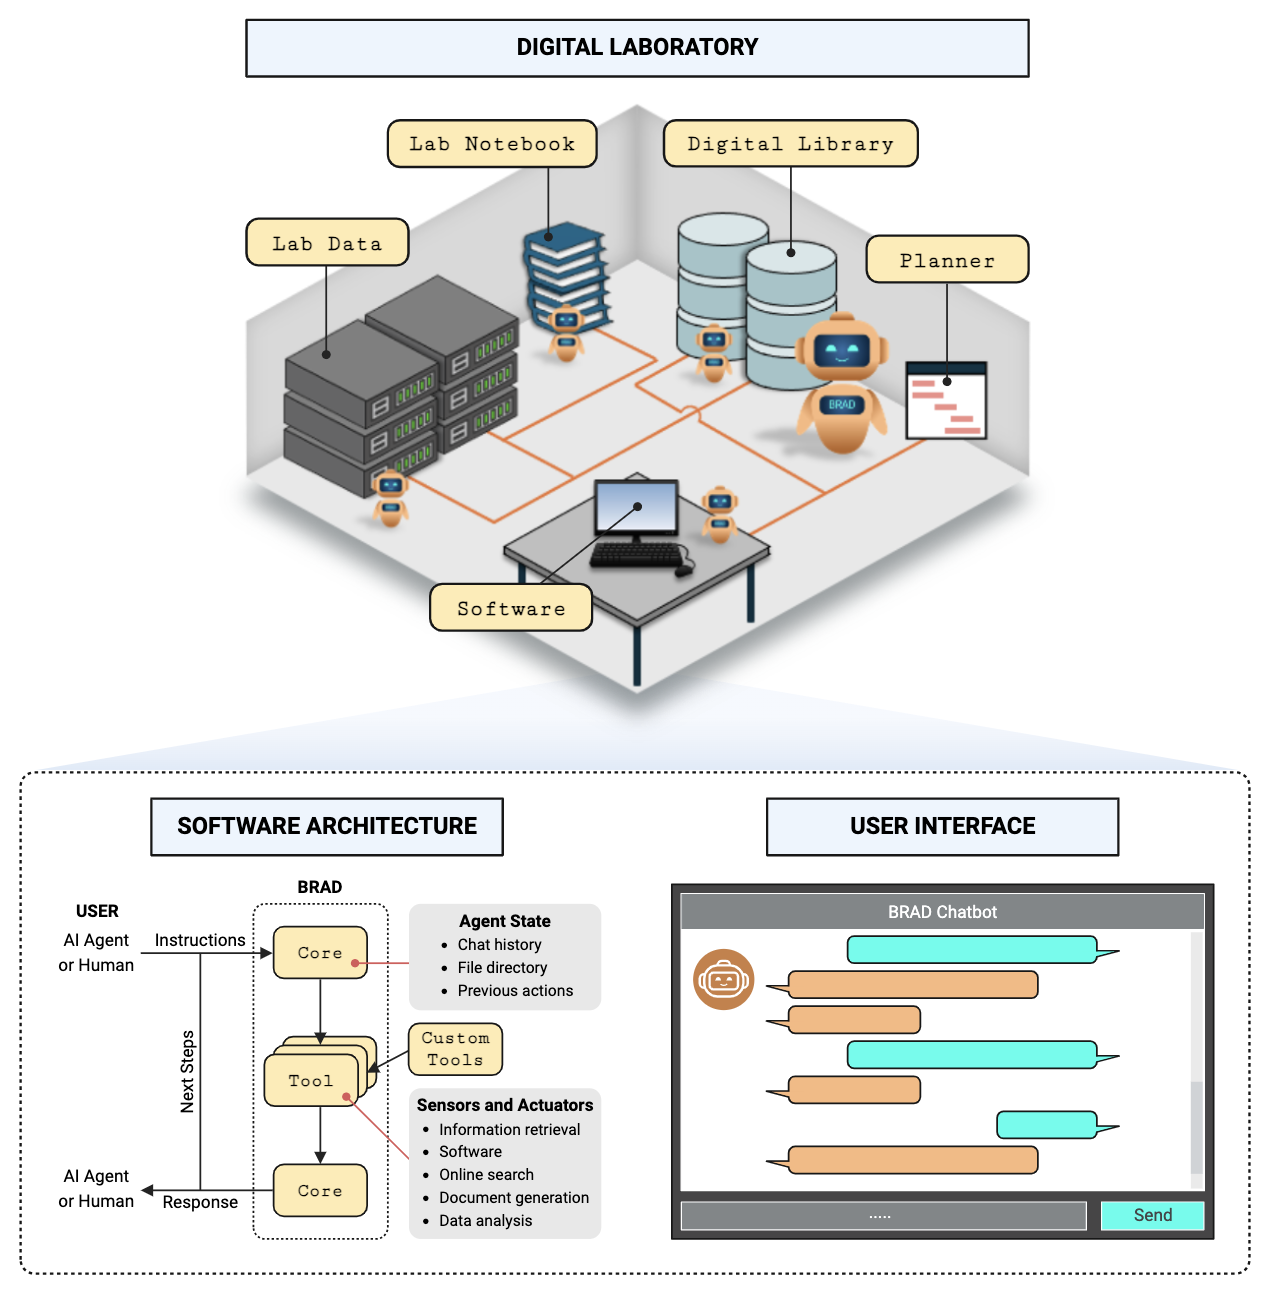 DIGITAL LABORATORY
Lab Notebook
Digital Library
Lab Data
Planner
BRAD
Software
SOFTWARE ARCHITECTURE
BRAD
USER
AI Agent
or Human
Instructions
Core
Agent State
• Chat history
• File directory
• Previous actions
Next Steps
Custom
Tools
Tool
Sensors and Actuators
• Information retrieval
• Software
• Online search
• Document generation
• Data analysis
AI Agent
or Human
Response
Core
USER INTERFACE
BRAD Chatbot
.....
Send